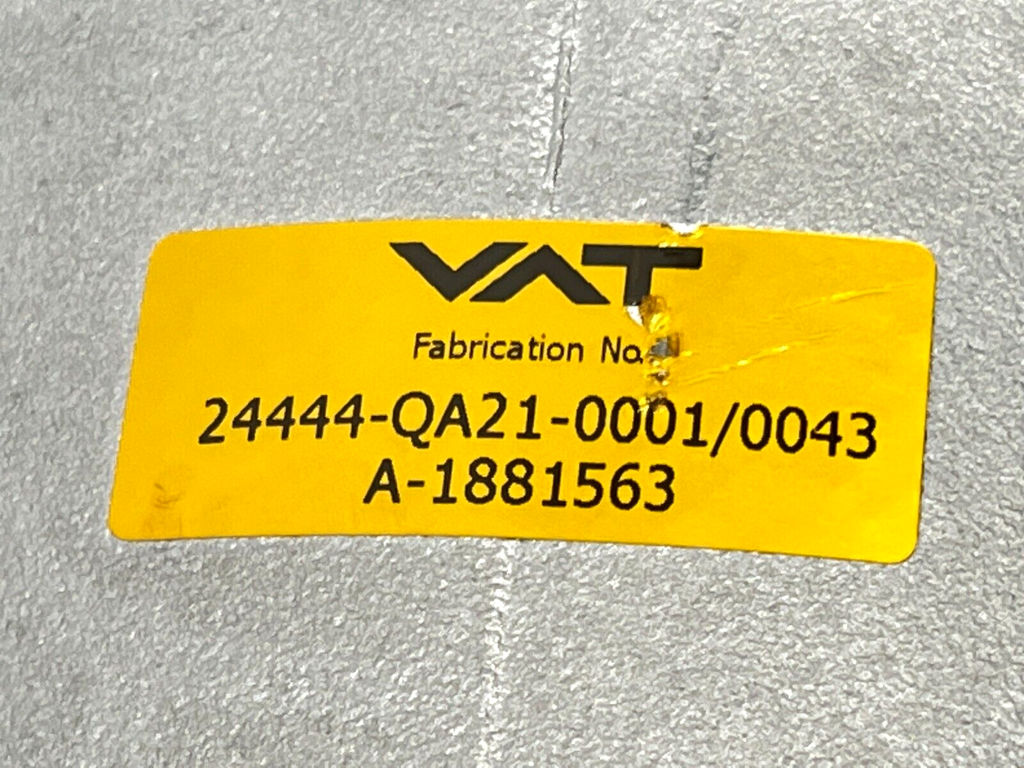 VAT
Fabrication No.
24444-QA21-0001/0043
A-1881563